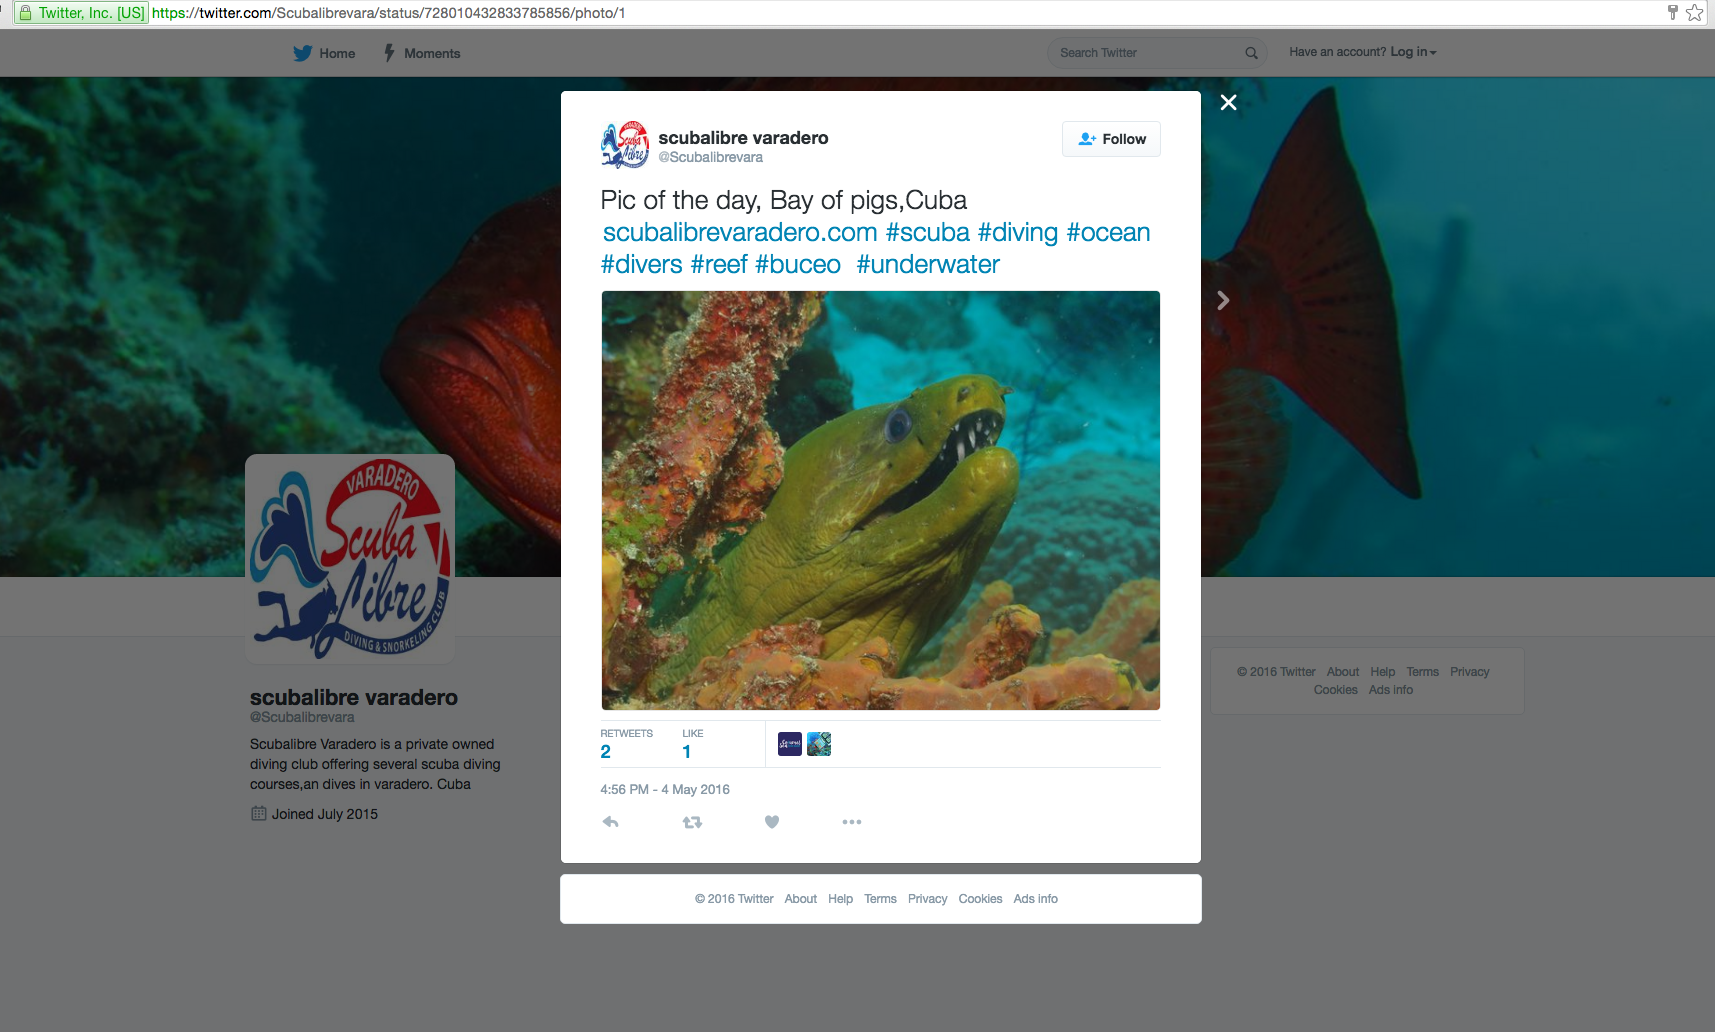 Twitter, Inc. [US] https://twitter.com/Scubalibrevara/status/728010432833785856/photo/1
Home Moments Search Twitter Have an account? Log in
scubalibre varadero
@Scubalibrevara
Follow
Pic of the day, Bay of pigs,Cuba
scubalibrevaradero.com #scuba #diving #ocean
#divers #reef #buceo #underwater
RETWEETS LIKE
2 1
4:56 PM - 4 May 2016
© 2016 Twitter About Help Terms Privacy Cookies Ads info
VARADERO
Scuba
Libre
DIVING & SNORKELING CLUB
scubalibre varadero
@Scubalibrevara
Scubalibre Varadero is a private owned
diving club offering several scuba diving
courses,an dives in varadero. Cuba
Joined July 2015
© 2016 Twitter About Help Terms Privacy
Cookies Ads info
VARADERO
Scuba
Libre